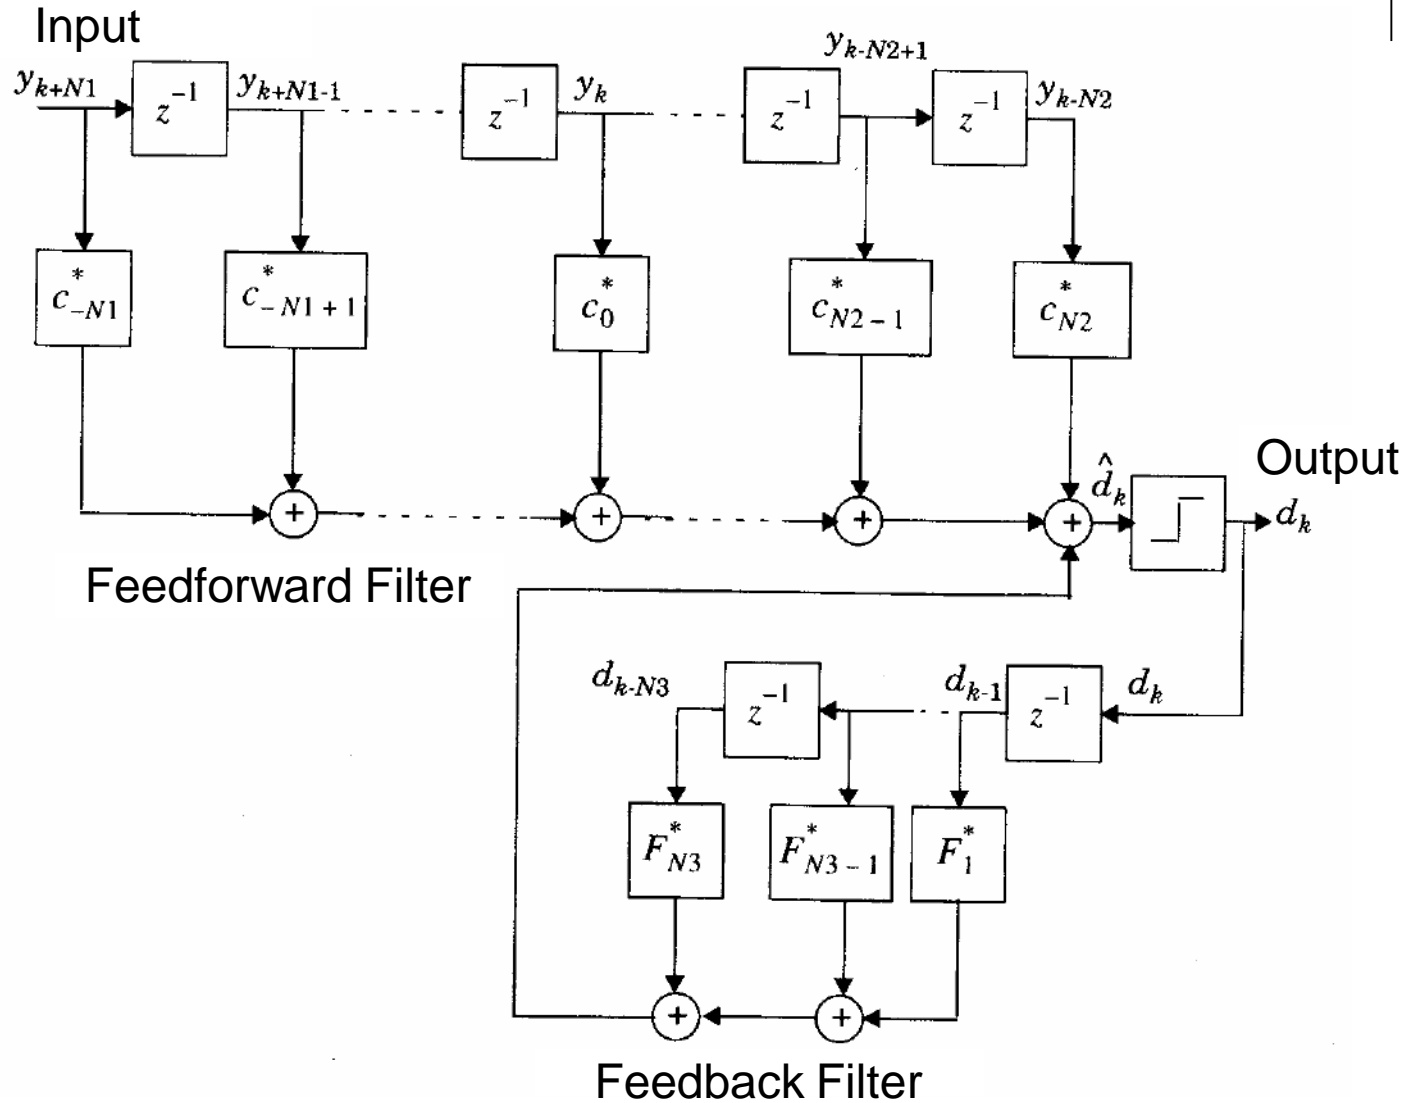 Input
y_{k+N1} z^{-1} y_{k+N1-1} z^{-1} y_k z^{-1} y_{k-N2+1} z^{-1} y_{k-N2}
c^*_{-N1} c^*_{-N1+1} c^*_0 c^*_{N2-1} c^*_{N2}
Output
+ + + + \hat{d}_k d_k
Feedforward Filter
d_{k-N3} z^{-1} d_{k-1} z^{-1} d_k
F^*_{N3} F^*_{N3-1} F^*_1
+ +
Feedback Filter